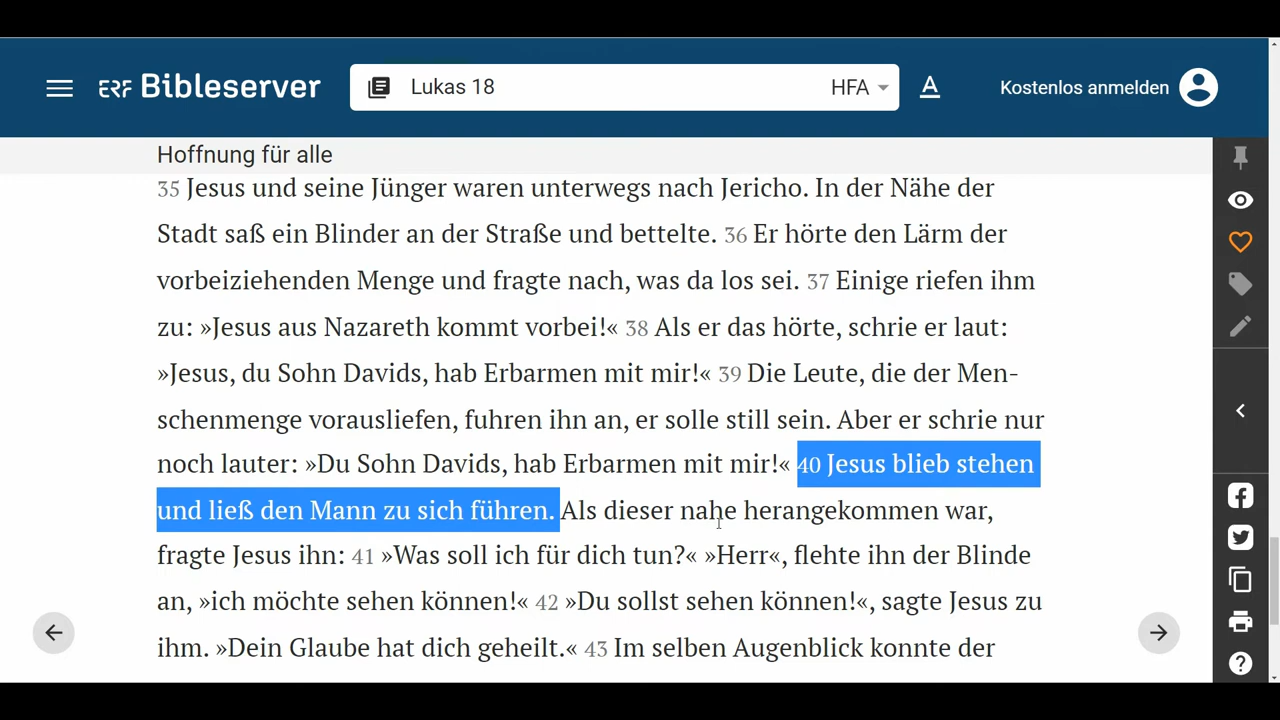 ERF Bibleserver
Lukas 18
HFA
A
Kostenlos anmelden
Hoffnung für alle
35 Jesus und seine Jünger waren unterwegs nach Jericho. In der Nähe der
Stadt saß ein Blinder an der Straße und bettelte. 36 Er hörte den Lärm der
vorbeiziehenden Menge und fragte nach, was da los sei. 37 Einige riefen ihm
zu: »Jesus aus Nazareth kommt vorbei!« 38 Als er das hörte, schrie er laut:
»Jesus, du Sohn Davids, hab Erbarmen mit mir!« 39 Die Leute, die der Men-
schenmenge vorausliefen, fuhren ihn an, er solle still sein. Aber er schrie nur
noch lauter: »Du Sohn Davids, hab Erbarmen mit mir!« 40 Jesus blieb stehen
und ließ den Mann zu sich führen. Als dieser nahe herangekommen war,
fragte Jesus ihn: 41 »Was soll ich für dich tun?« »Herr«, flehte ihn der Blinde
an, »ich möchte sehen können!« 42 »Du sollst sehen können!«, sagte Jesus zu
ihm. »Dein Glaube hat dich geheilt.« 43 Im selben Augenblick konnte der